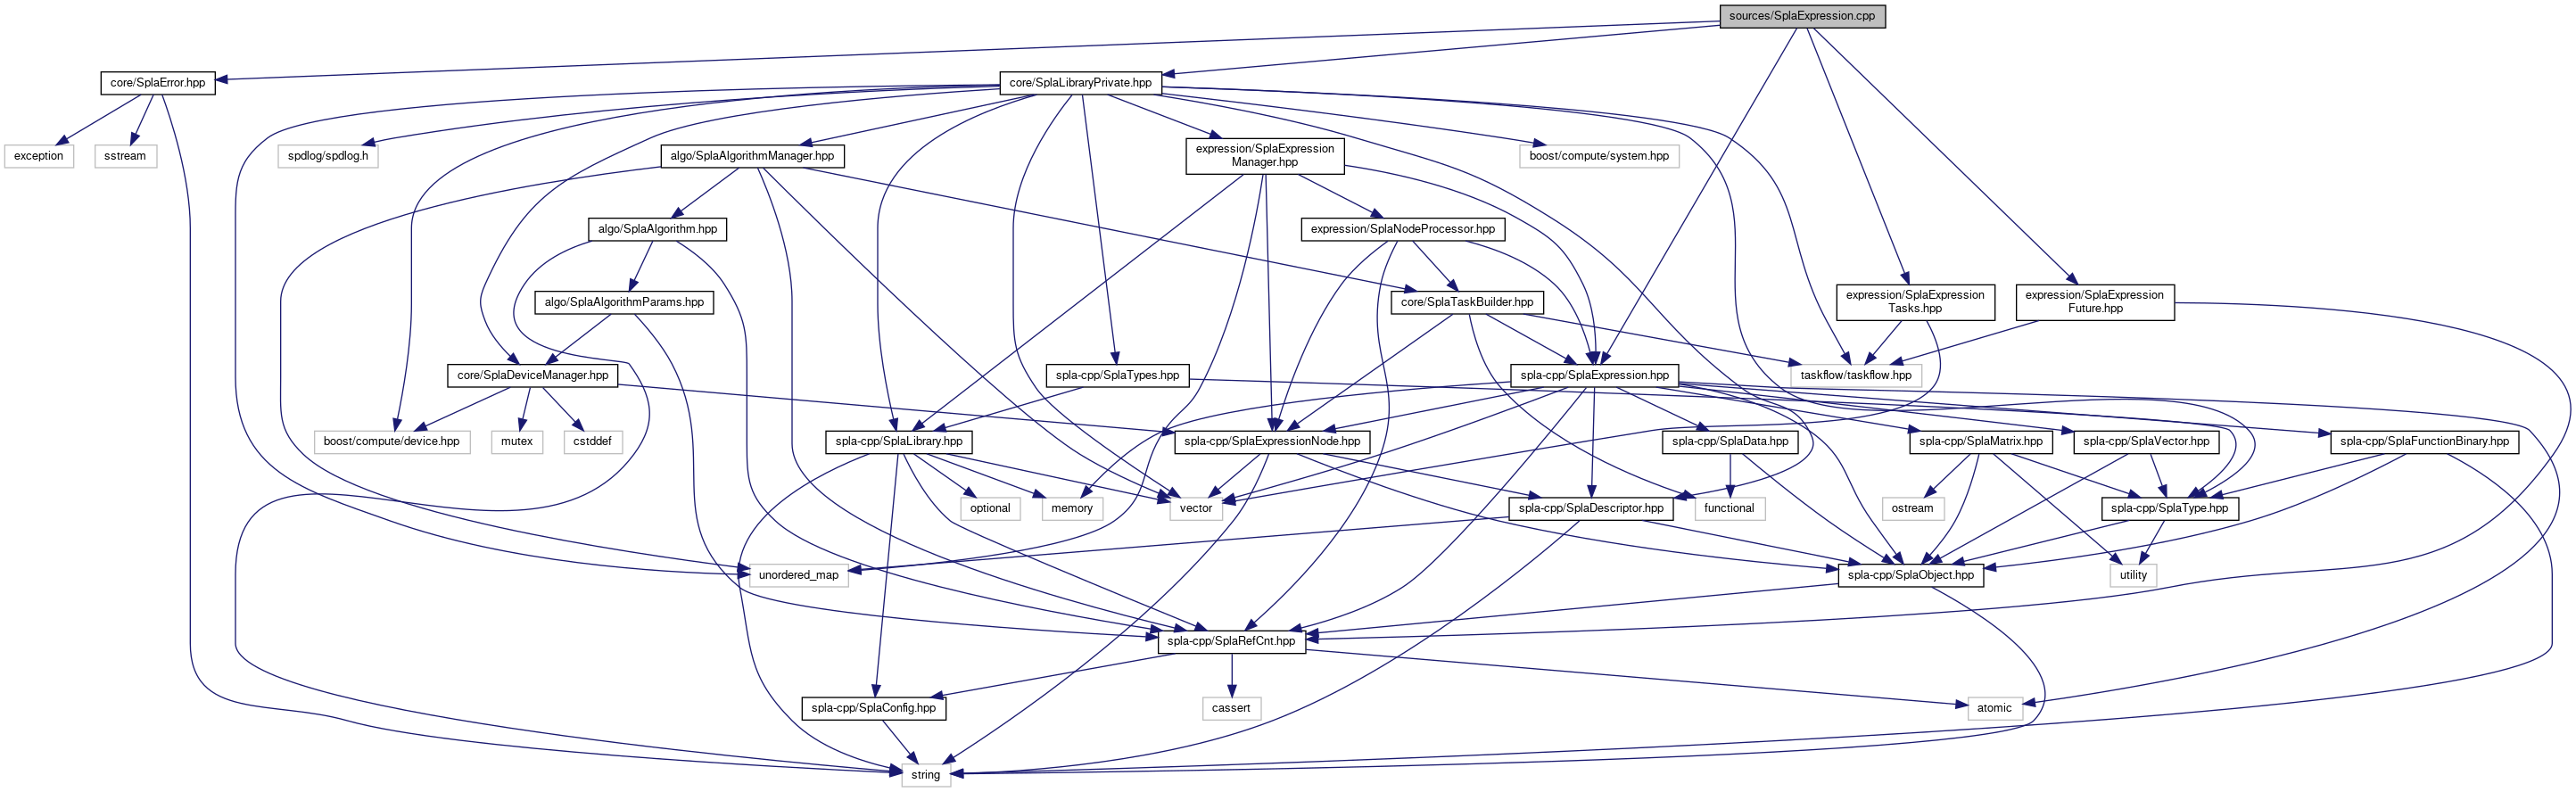 sources/SplaExpression.cpp
core/SplaError.hpp
core/SplaLibraryPrivate.hpp
exception
sstream
spdlog/spdlog.h
algo/SplaAlgorithmManager.hpp
expression/SplaExpression
Manager.hpp
boost/compute/system.hpp
algo/SplaAlgorithm.hpp
expression/SplaNodeProcessor.hpp
algo/SplaAlgorithmParams.hpp
core/SplaTaskBuilder.hpp
expression/SplaExpression
Tasks.hpp
expression/SplaExpression
Future.hpp
core/SplaDeviceManager.hpp
spla-cpp/SplaTypes.hpp
spla-cpp/SplaExpression.hpp
taskflow/taskflow.hpp
boost/compute/device.hpp
mutex
cstddef
spla-cpp/SplaLibrary.hpp
spla-cpp/SplaExpressionNode.hpp
spla-cpp/SplaData.hpp
spla-cpp/SplaMatrix.hpp
spla-cpp/SplaVector.hpp
spla-cpp/SplaFunctionBinary.hpp
optional
memory
vector
spla-cpp/SplaDescriptor.hpp
functional
ostream
spla-cpp/SplaType.hpp
unordered_map
spla-cpp/SplaObject.hpp
utility
spla-cpp/SplaRefCnt.hpp
spla-cpp/SplaConfig.hpp
cassert
atomic
string